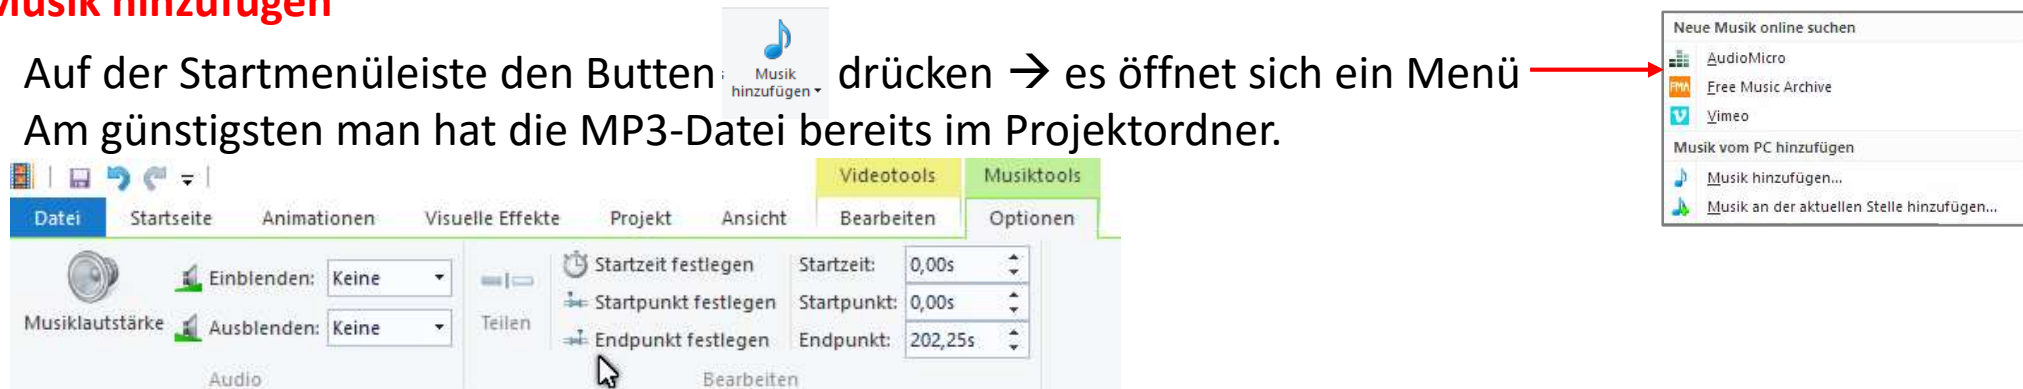 Musik hinzufügen
Auf der Startmenüleiste den Butten Musik hinzufügen drücken → es öffnet sich ein Menü
Am günstigsten man hat die MP3-Datei bereits im Projektordner.
Neue Musik online suchen
AudioMicro
FMA Free Music Archive
Vimeo
Musik vom PC hinzufügen
Musik hinzufügen...
Musik an der aktuellen Stelle hinzufügen...
Videotools Musiktools
Datei Startseite Animationen Visuelle Effekte Projekt Ansicht Bearbeiten Optionen
Musiklautstärke
Einblenden: Keine
Ausblenden: Keine
Audio
Teilen
Startzeit festlegen Startzeit: 0,00s
Startpunkt festlegen Startpunkt: 0,00s
Endpunkt festlegen Endpunkt: 202,25s
Bearbeiten